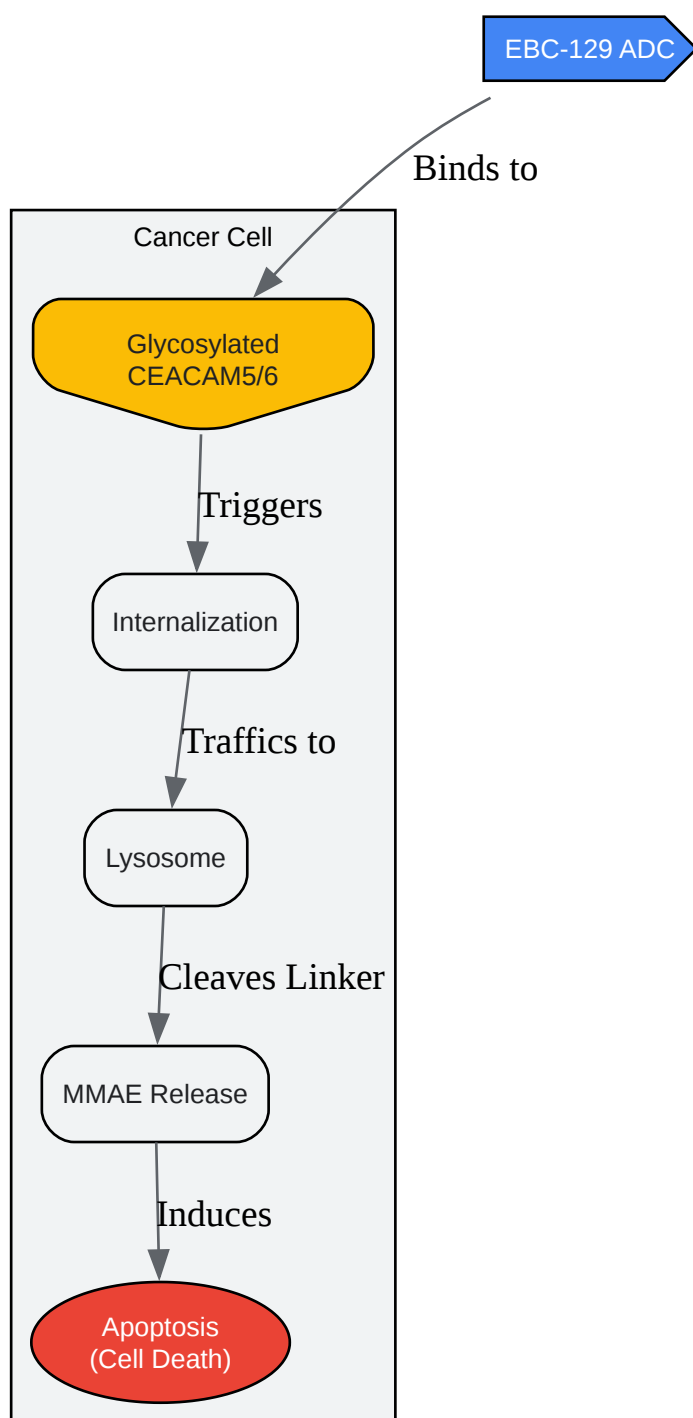 EBC-129 ADC
Binds to
Cancer Cell
Glycosylated
CEACAM5/6
Triggers
Internalization
Traffics to
Lysosome
Cleaves Linker
MMAE Release
Induces
Apoptosis
(Cell Death)